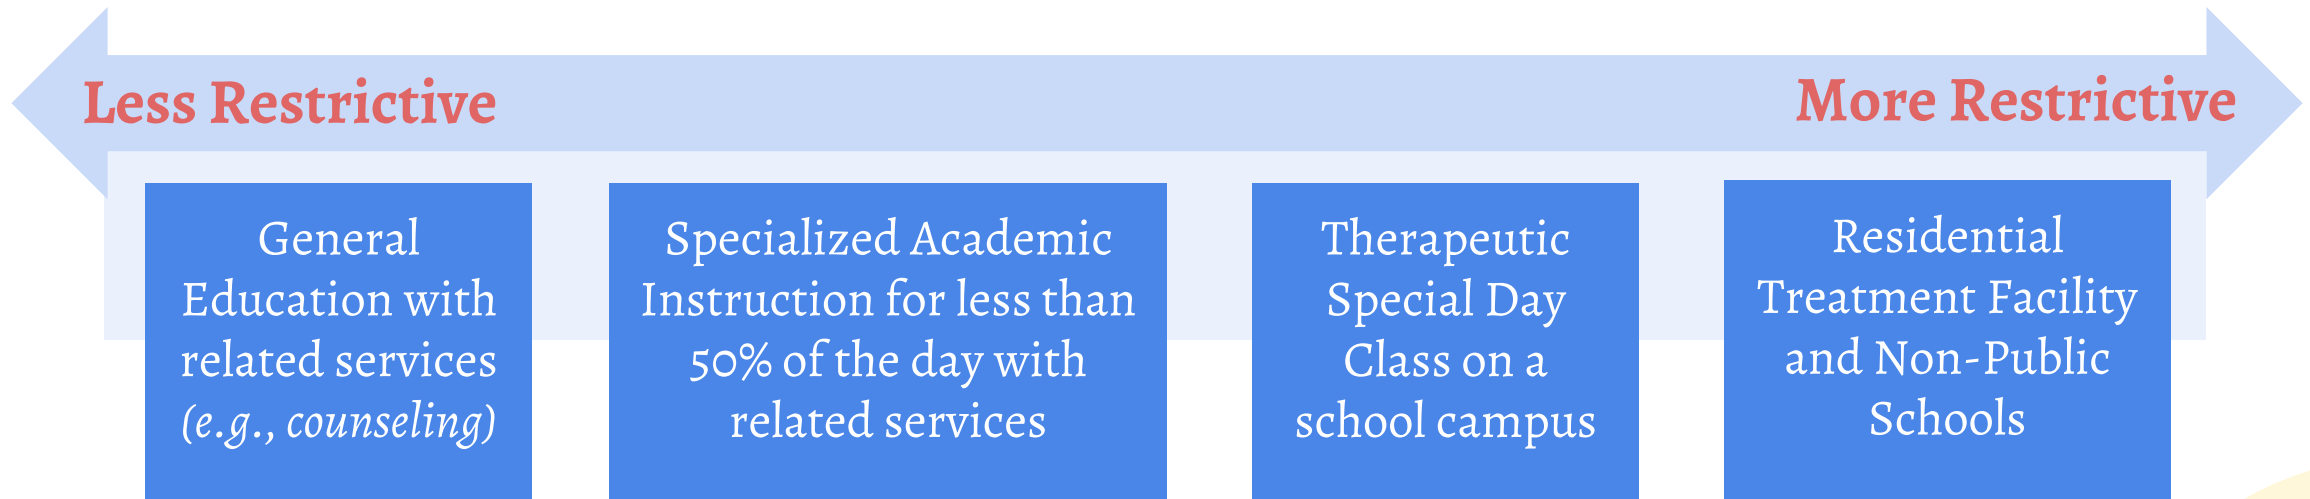 Less Restrictive
More Restrictive
General
Education with
related services
(e.g., counseling)
Specialized Academic
Instruction for less than
50% of the day with
related services
Therapeutic
Special Day
Class on a
school campus
Residential
Treatment Facility
and Non-Public
Schools